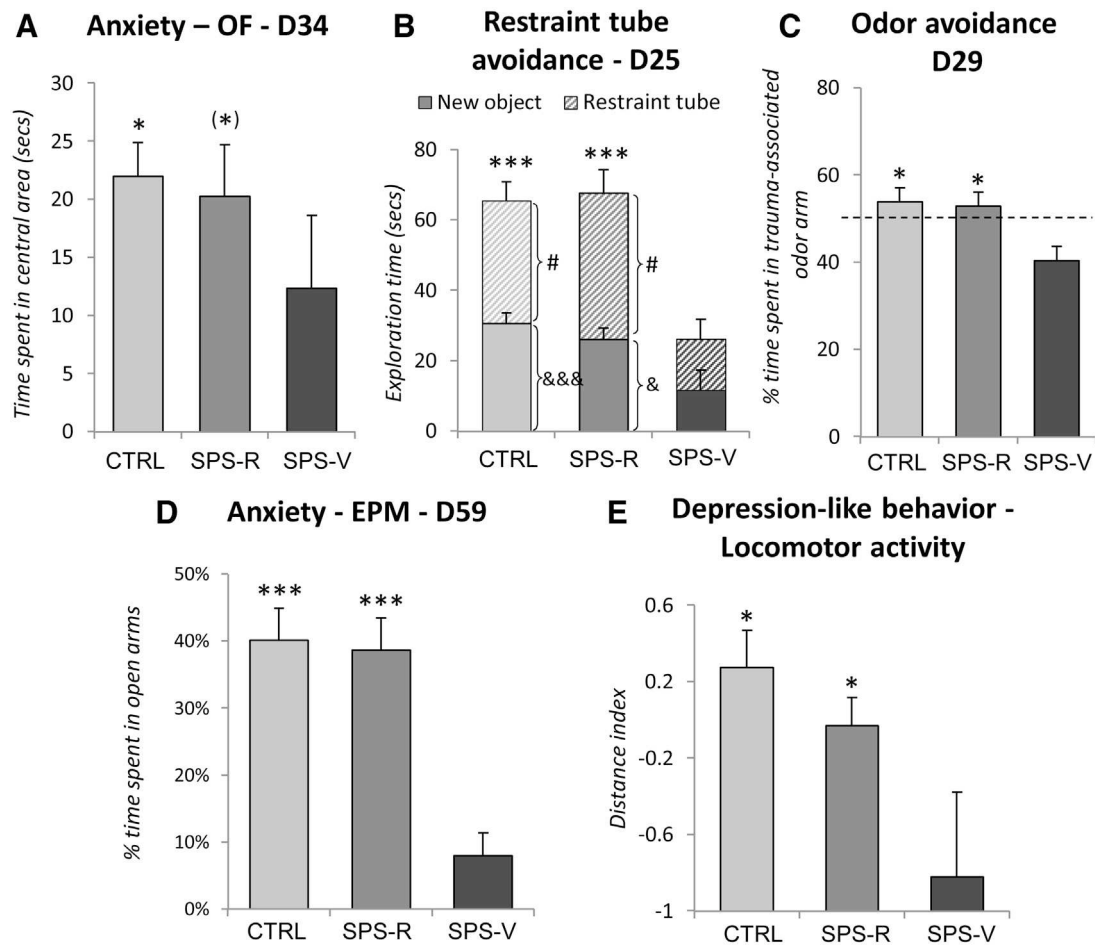 A Anxiety – OF - D34
Time spent in central area (secs)
30
25
20
15
10
5
0
*
(*)
CTRL SPS-R SPS-V
B Restraint tube
avoidance - D25
New object Restraint tube
Exploration time (secs)
80
60
40
20
0
***
***
#
#
&&&
&
CTRL SPS-R SPS-V
C Odor avoidance
D29
% time spent in trauma-associated
odor arm
80
60
40
20
0
*
*
CTRL SPS-R SPS-V
D Anxiety - EPM - D59
% time spent in open arms
50%
40%
30%
20%
10%
0%
***
***
CTRL SPS-R SPS-V
E Depression-like behavior -
Locomotor activity
Distance index
0.6
0.2
-0.2
-0.6
-1
*
*
CTRL SPS-R SPS-V